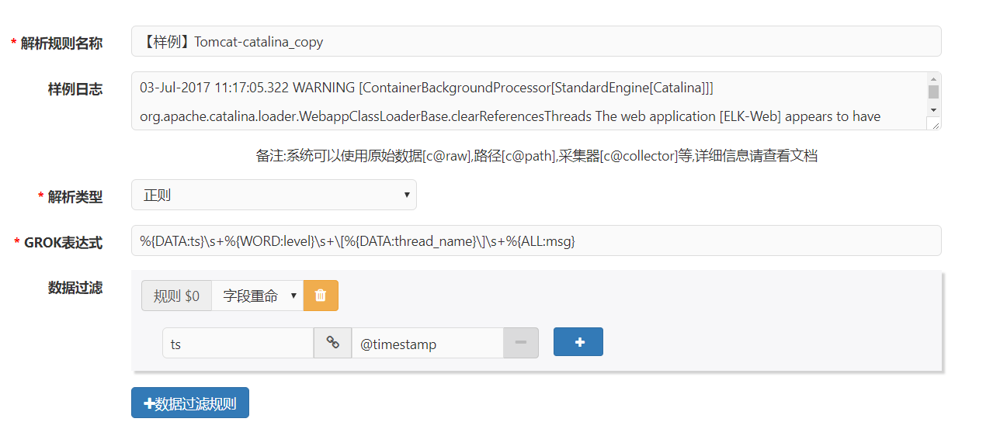 * 解析规则名称
【样例】Tomcat-catalina_copy
样例日志
03-Jul-2017 11:17:05.322 WARNING [ContainerBackgroundProcessor[StandardEngine[Catalina]]]
org.apache.catalina.loader.WebappClassLoaderBase.clearReferencesThreads The web application [ELK-Web] appears to have
备注:系统可以使用原始数据[c@raw],路径[c@path],采集器[c@collector]等,详细信息请查看文档
* 解析类型
正则
* GROK表达式
%{DATA:ts}\s+%{WORD:level}\s+\[%{DATA:thread_name}\]\s+%{ALL:msg}
数据过滤
规则 $0 字段重命
ts @timestamp
数据过滤规则